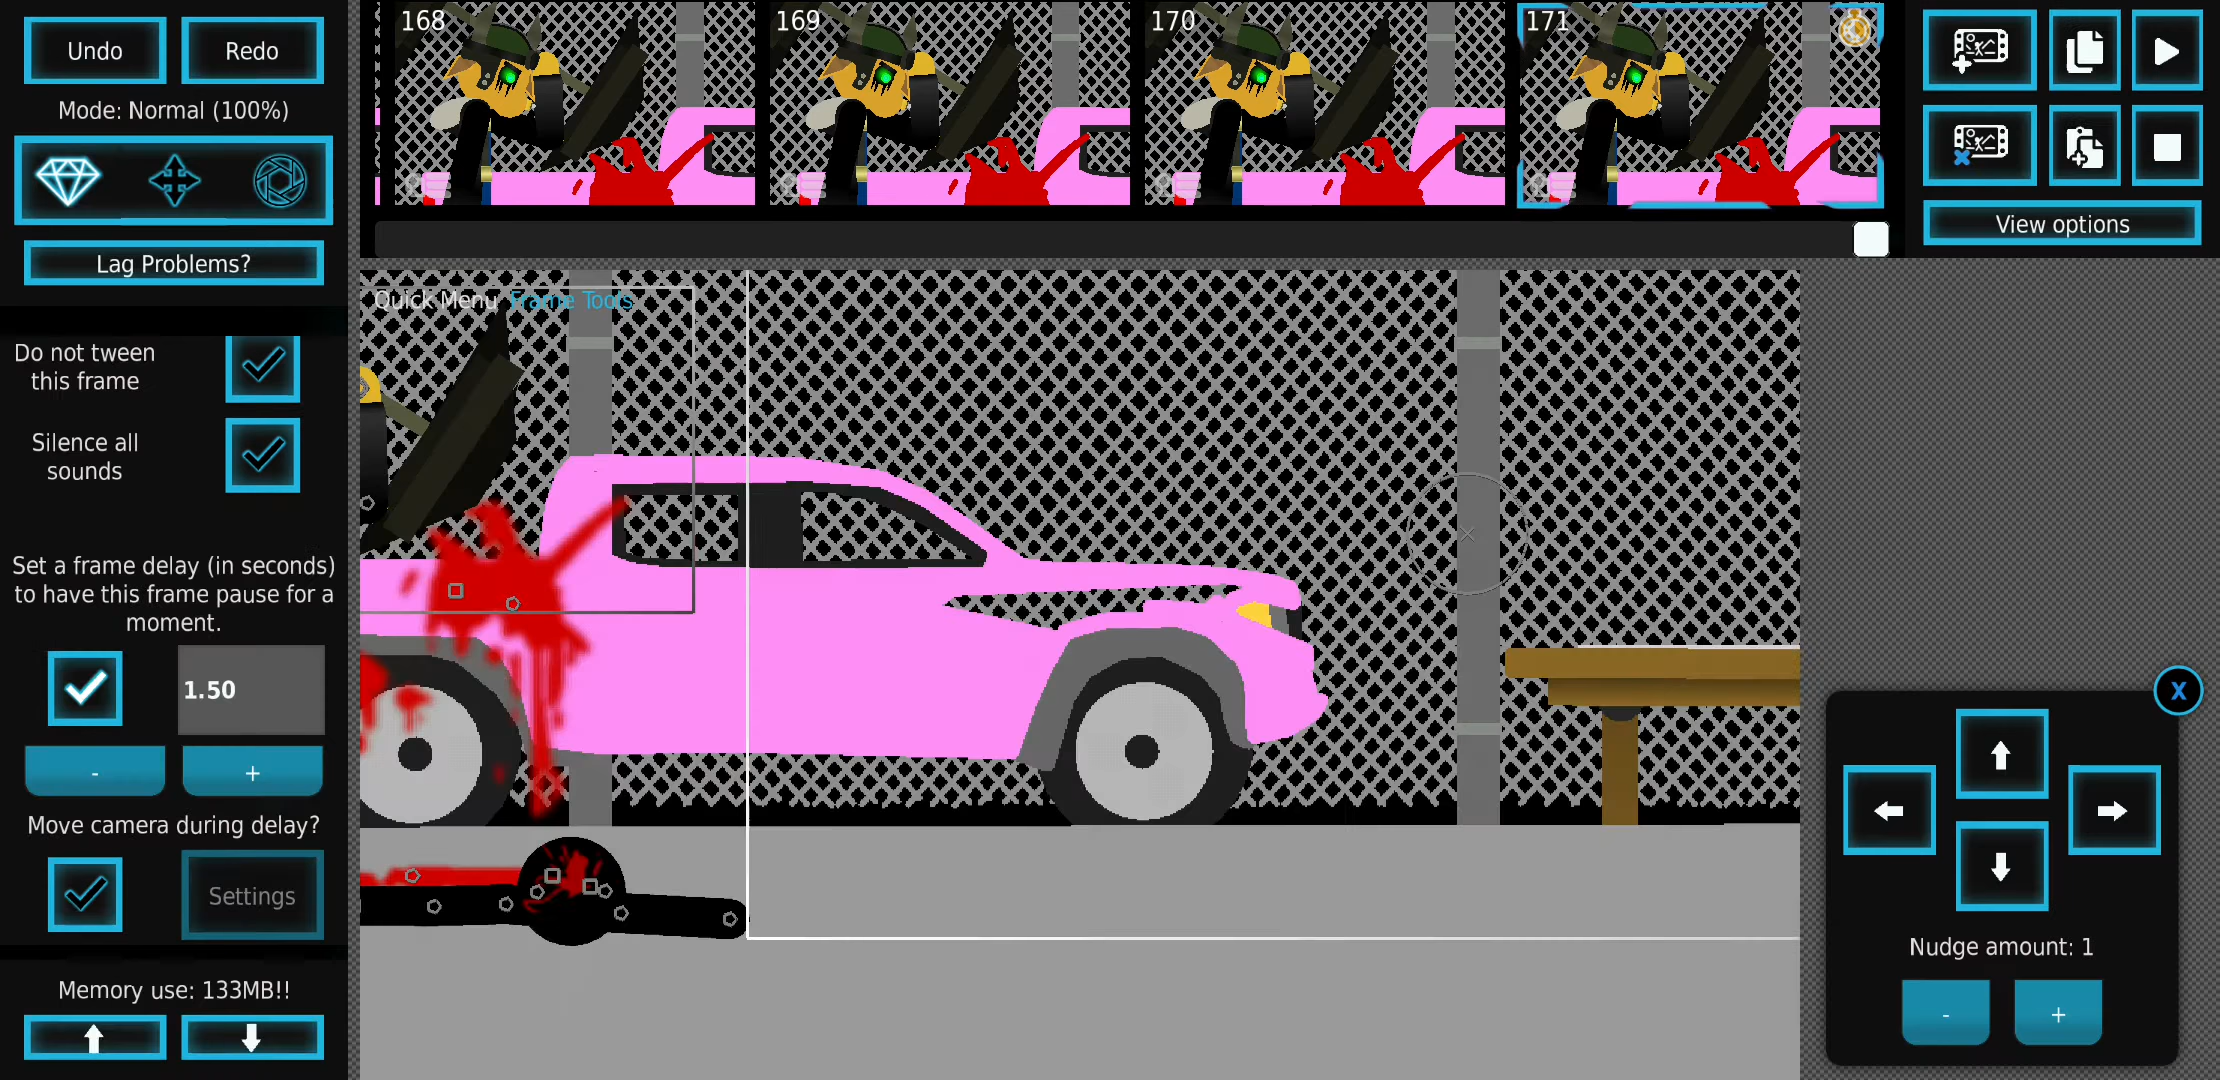 Undo
Redo
Mode: Normal (100%)
Lag Problems?
168
169
170
171
View options
Quick Menu Frame Tools
Do not tween
this frame
Silence all
sounds
Set a frame delay (in seconds)
to have this frame pause for a
moment.
1.50
-
+
Move camera during delay?
Settings
Memory use: 133MB!!
X
Nudge amount: 1
-
+